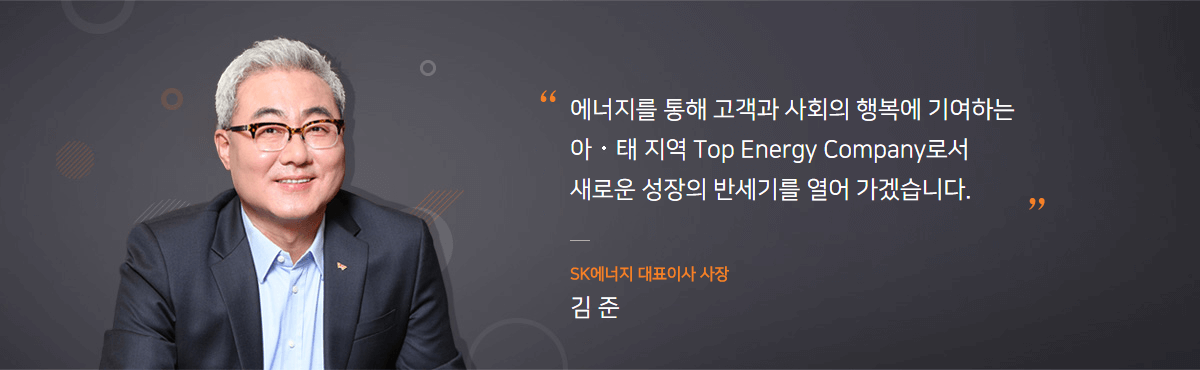 “ 에너지를 통해 고객과 사회의 행복에 기여하는
아 · 태 지역 Top Energy Company로서
새로운 성장의 반세기를 열어 가겠습니다. ”
SK에너지 대표이사 사장
김 준